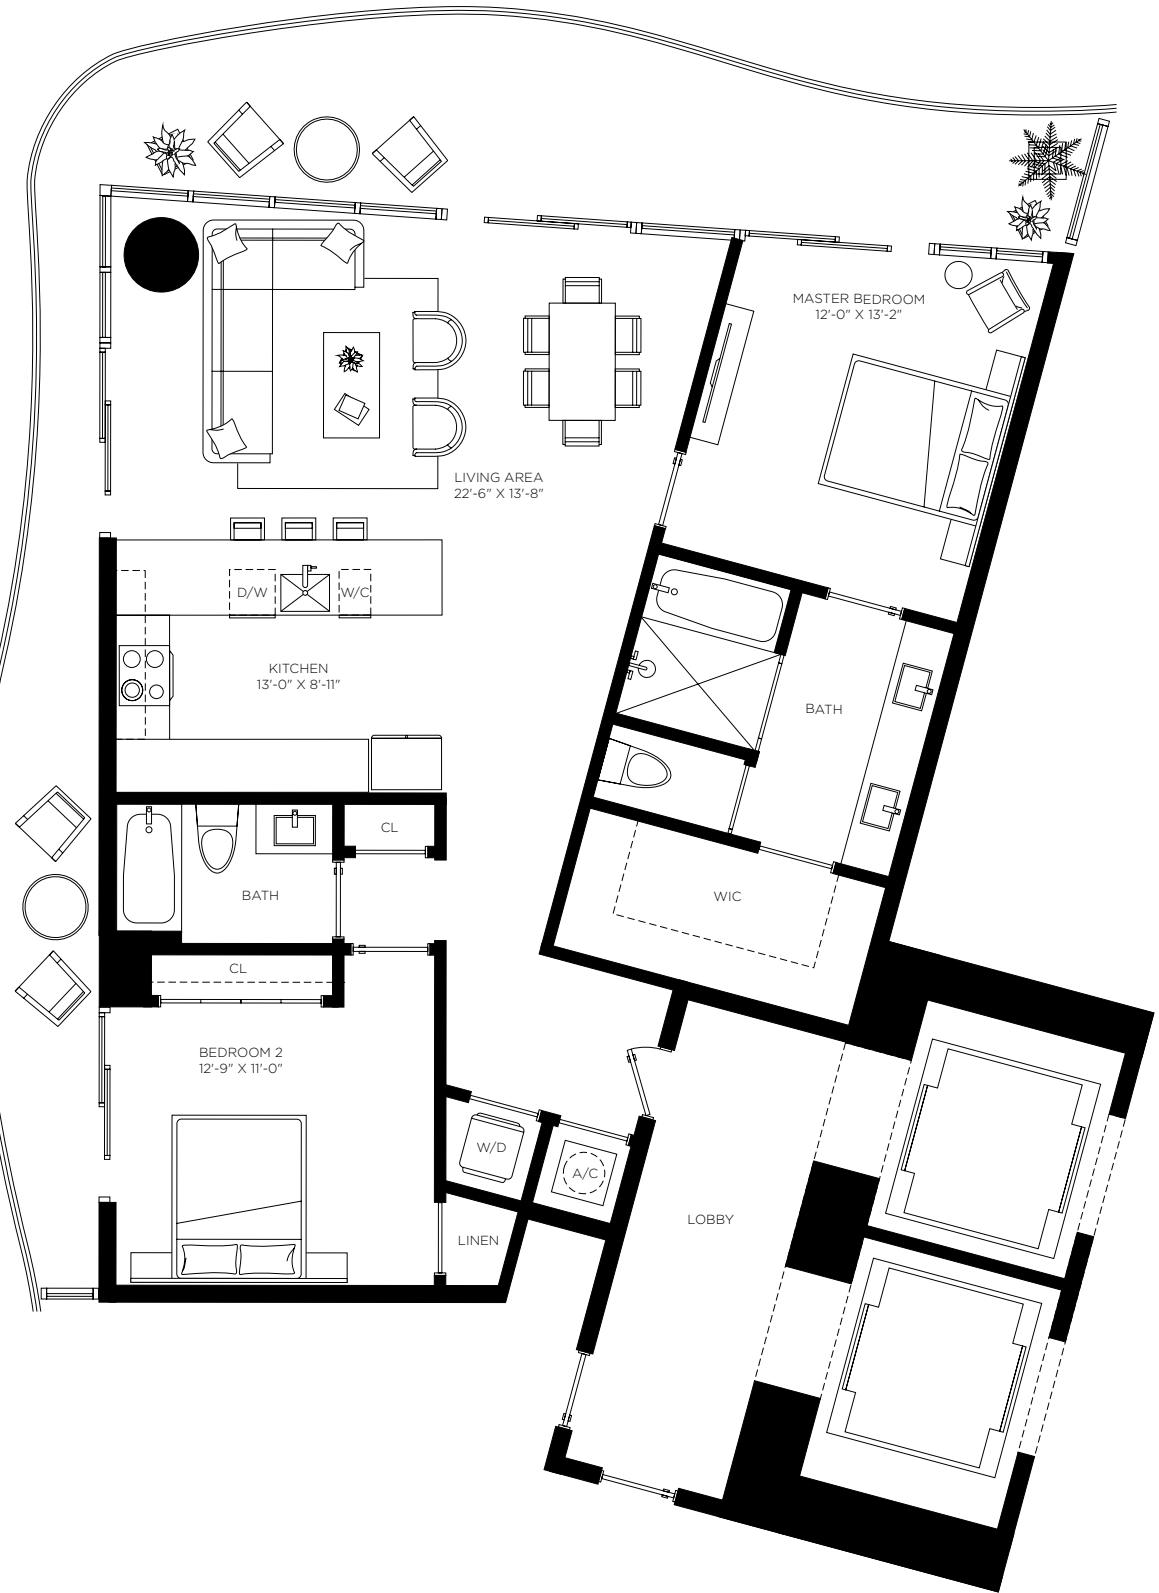 MASTER BEDROOM
12'-0" X 13'-2"
LIVING AREA
22'-6" X 13'-8"
D/W
W/C
KITCHEN
13'-0" X 8'-11"
BATH
CL
BATH
WIC
CL
BEDROOM 2
12'-9" X 11'-0"
W/D
A/C
LOBBY
LINEN